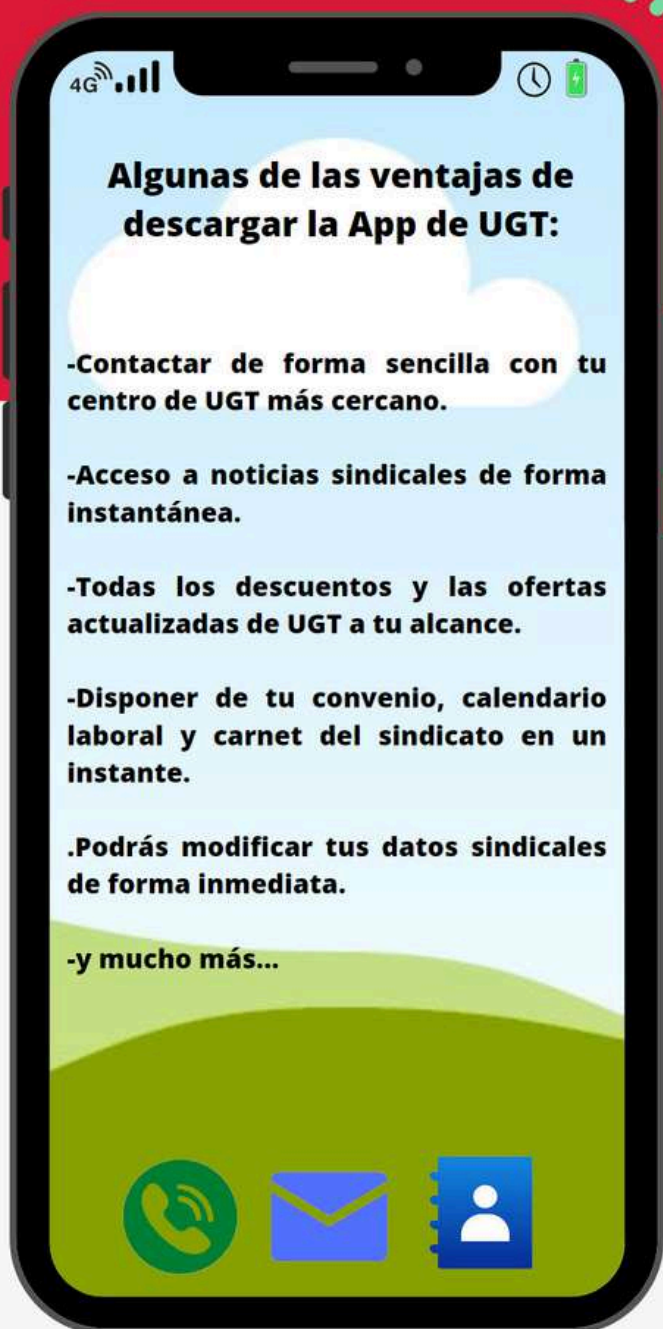 4G
Algunas de las ventajas de
descargar la App de UGT:
-Contactar de forma sencilla con tu
centro de UGT más cercano.
-Acceso a noticias sindicales de forma
instantánea.
-Todas los descuentos y las ofertas
actualizadas de UGT a tu alcance.
-Disponer de tu convenio, calendario
laboral y carnet del sindicato en un
instante.
.Podrás modificar tus datos sindicales
de forma inmediata.
-y mucho más...